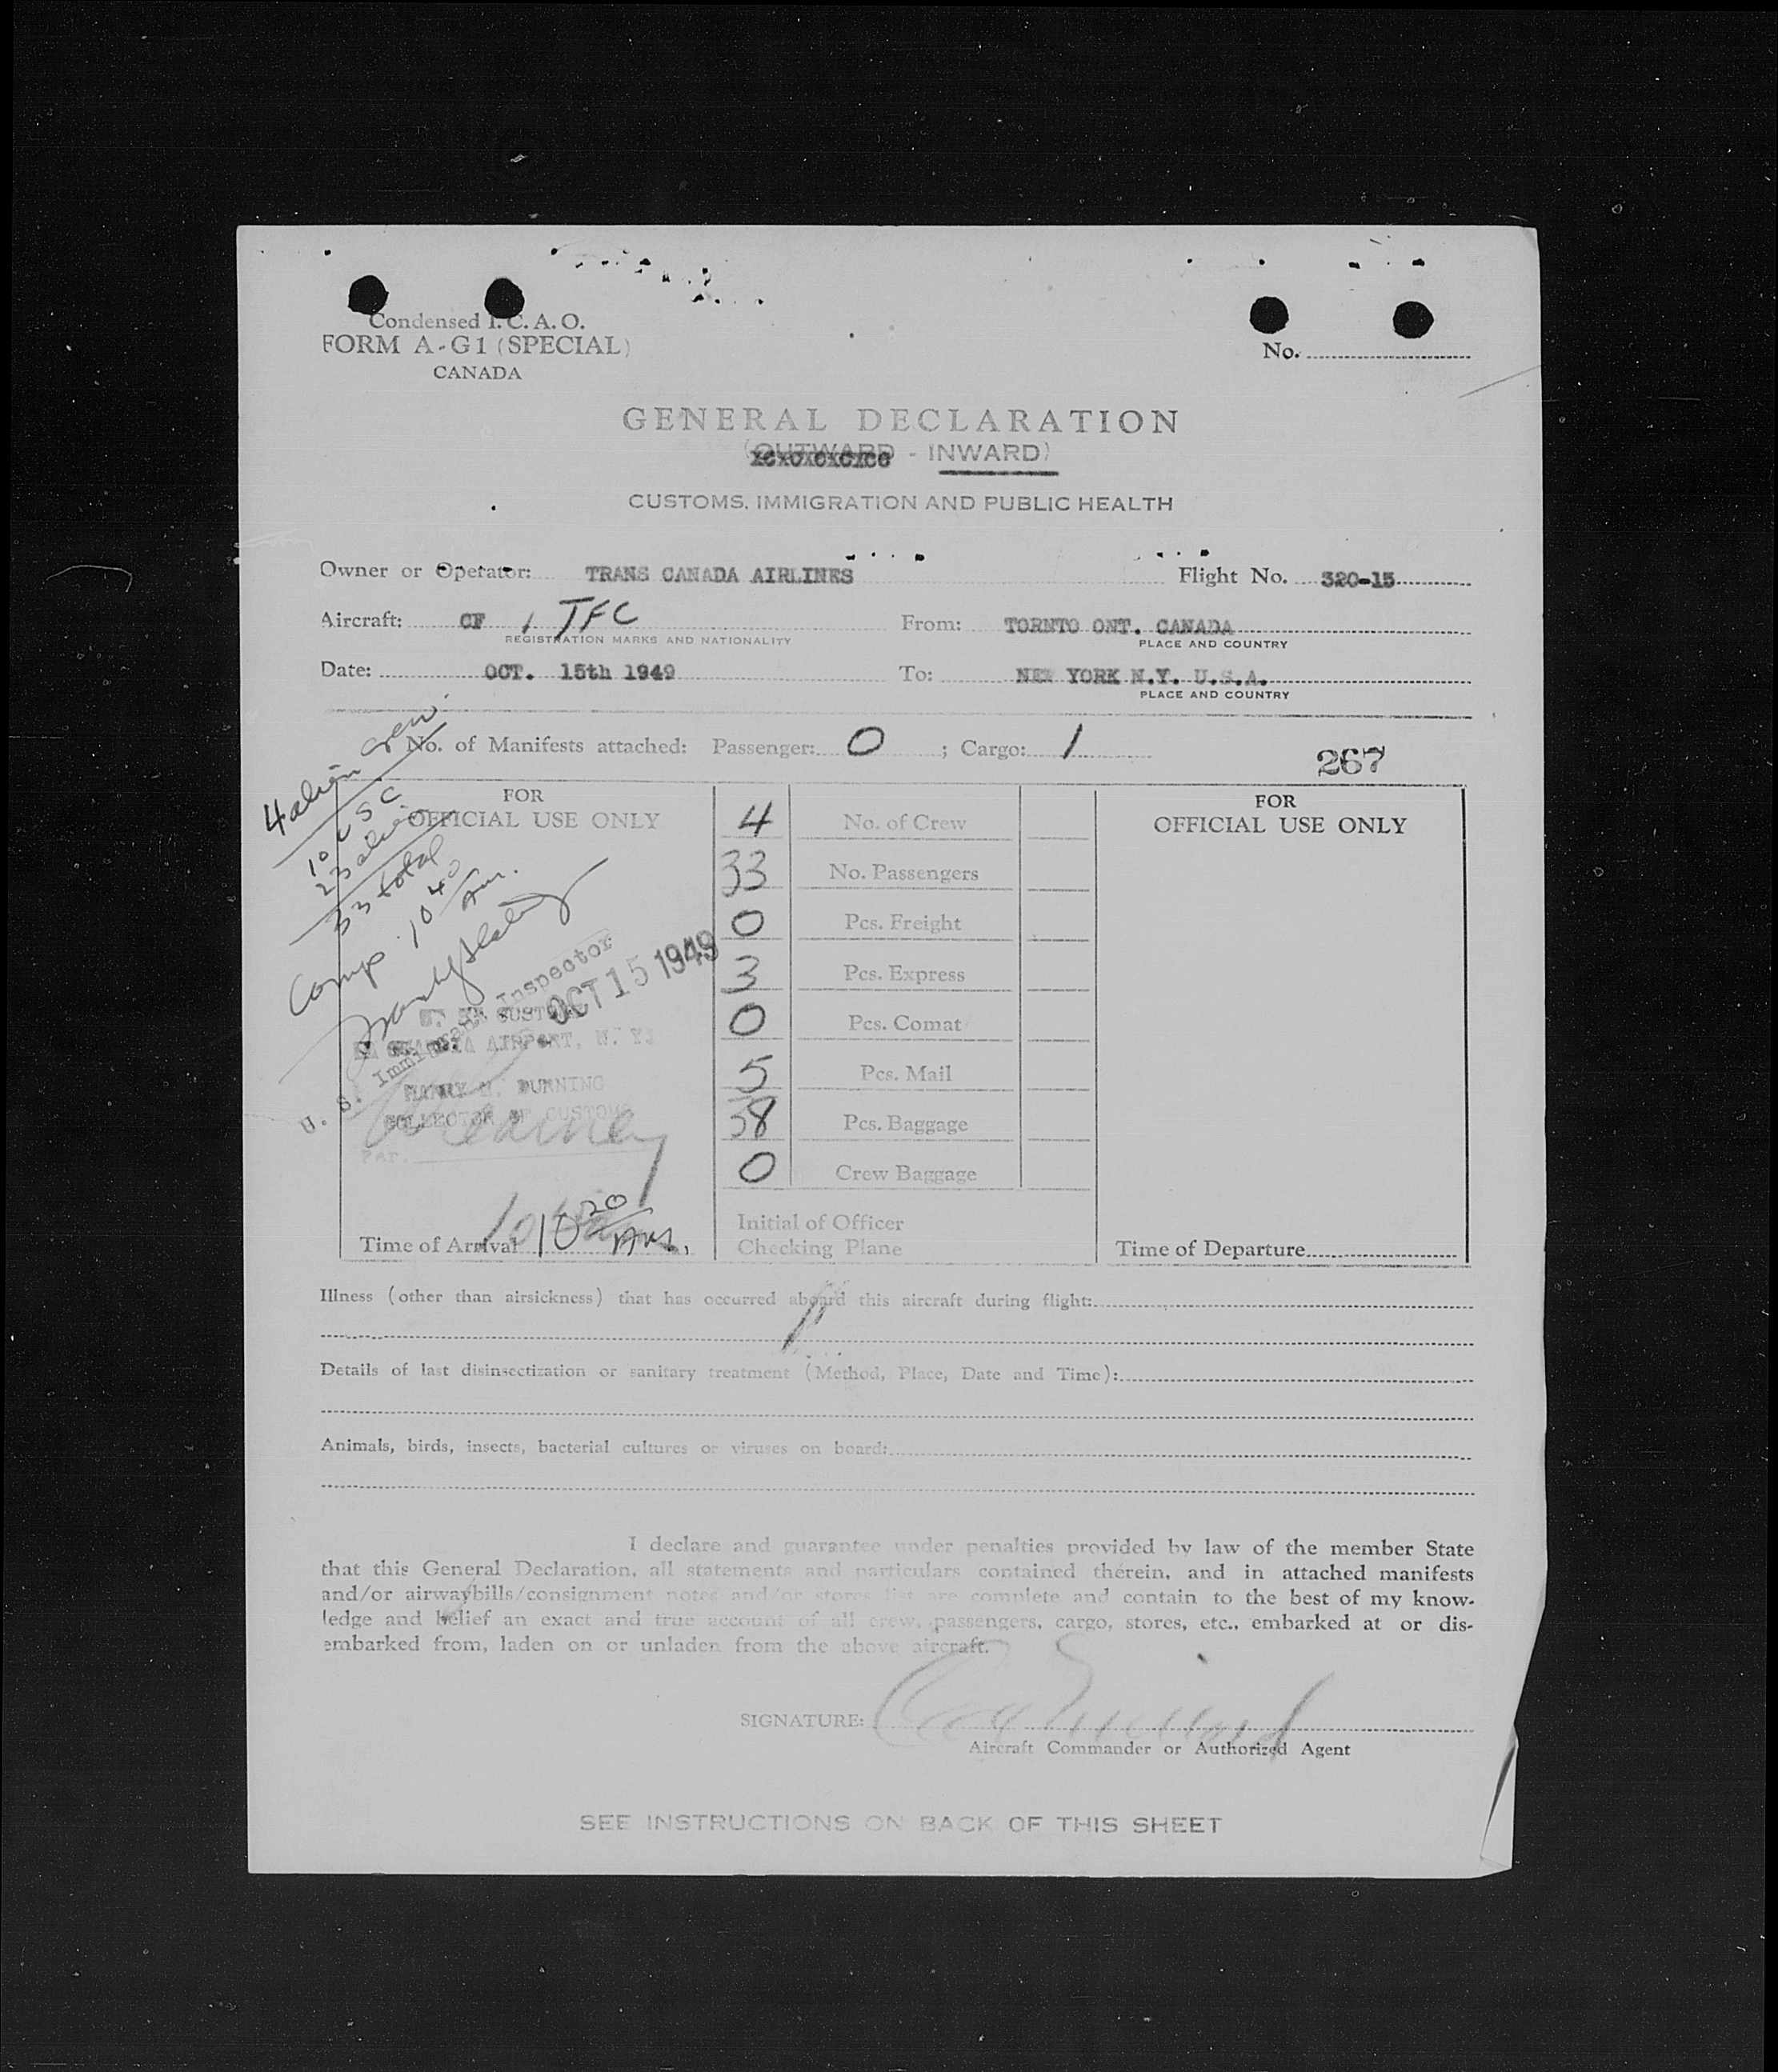 Condensed I. C. A. O.
FORM A-G1 (SPECIAL)
CANADA
No.
GENERAL DECLARATION
(OUTWARD - INWARD)
CUSTOMS, IMMIGRATION AND PUBLIC HEALTH
Owner or Operator: TRANS CANADA AIRLINES Flight No. 320-15
Aircraft: CF / TFC From: TORNTO ONT. CANADA
REGISTRATION MARKS AND NATIONALITY PLACE AND COUNTRY
Date: OCT. 15th 1949 To: NEW YORK N.Y. U.S.A.
PLACE AND COUNTRY
No. of Manifests attached: Passenger: 0 ; Cargo: 1
267
4 alien crew
10 USC
23 alien
33 total
Comp. 10 40 Am.
FOR
OFFICIAL USE ONLY
U. S. Immigrant Inspector
OCT 15 1949
U. S. CUSTOMS
LA GUARDIA AIRPORT, N. Y.
HARRY M. DURNING
COLLECTOR OF CUSTOMS
Per.
Time of Arrival 10 20 Am.
4 No. of Crew
33 No. Passengers
0 Pcs. Freight
3 Pcs. Express
0 Pcs. Comat
5 Pcs. Mail
38 Pcs. Baggage
0 Crew Baggage
Initial of Officer
Checking Plane
FOR
OFFICIAL USE ONLY
Time of Departure
Illness (other than airsickness) that has occurred aboard this aircraft during flight:
Details of last disinsectization or sanitary treatment (Method, Place, Date and Time):
Animals, birds, insects, bacterial cultures or viruses on board:
I declare and guarantee under penalties provided by law of the member State
that this General Declaration, all statements and particulars contained therein, and in attached manifests
and/or airwaybills/consignment notes and/or stores list are complete and contain to the best of my know-
ledge and belief an exact and true account of all crew, passengers, cargo, stores, etc., embarked at or dis-
embarked from, laden on or unladen from the above aircraft.
SIGNATURE:
Aircraft Commander or Authorized Agent
SEE INSTRUCTIONS ON BACK OF THIS SHEET